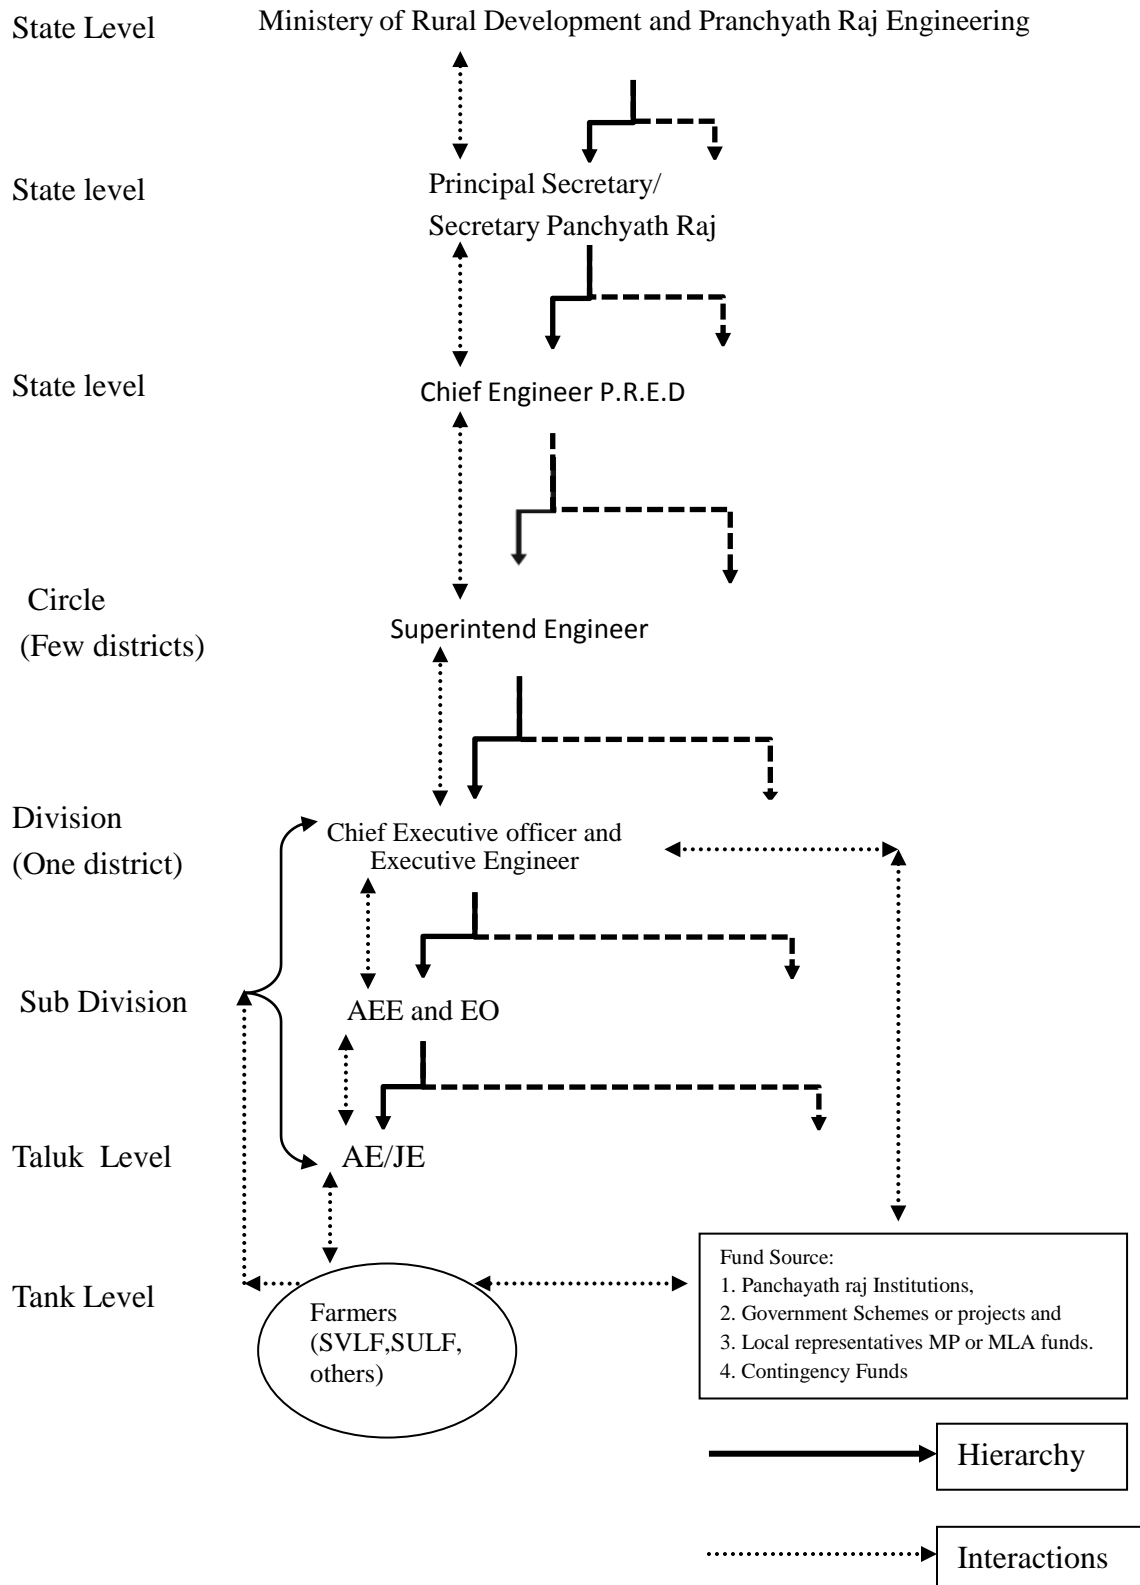 State Level
Ministery of Rural Development and Pranchyath Raj Engineering
State level
Principal Secretary/
Secretary Panchyath Raj
State level
Chief Engineer P.R.E.D
Circle
(Few districts)
Superintend Engineer
Division
(One district)
Chief Executive officer and
Executive Engineer
Sub Division
AEE and EO
Taluk Level
AE/JE
Tank Level
Farmers
(SVLF,SULF,
others)
Fund Source:
1. Panchayath raj Institutions,
2. Government Schemes or projects and
3. Local representatives MP or MLA funds.
4. Contingency Funds
Hierarchy
Interactions